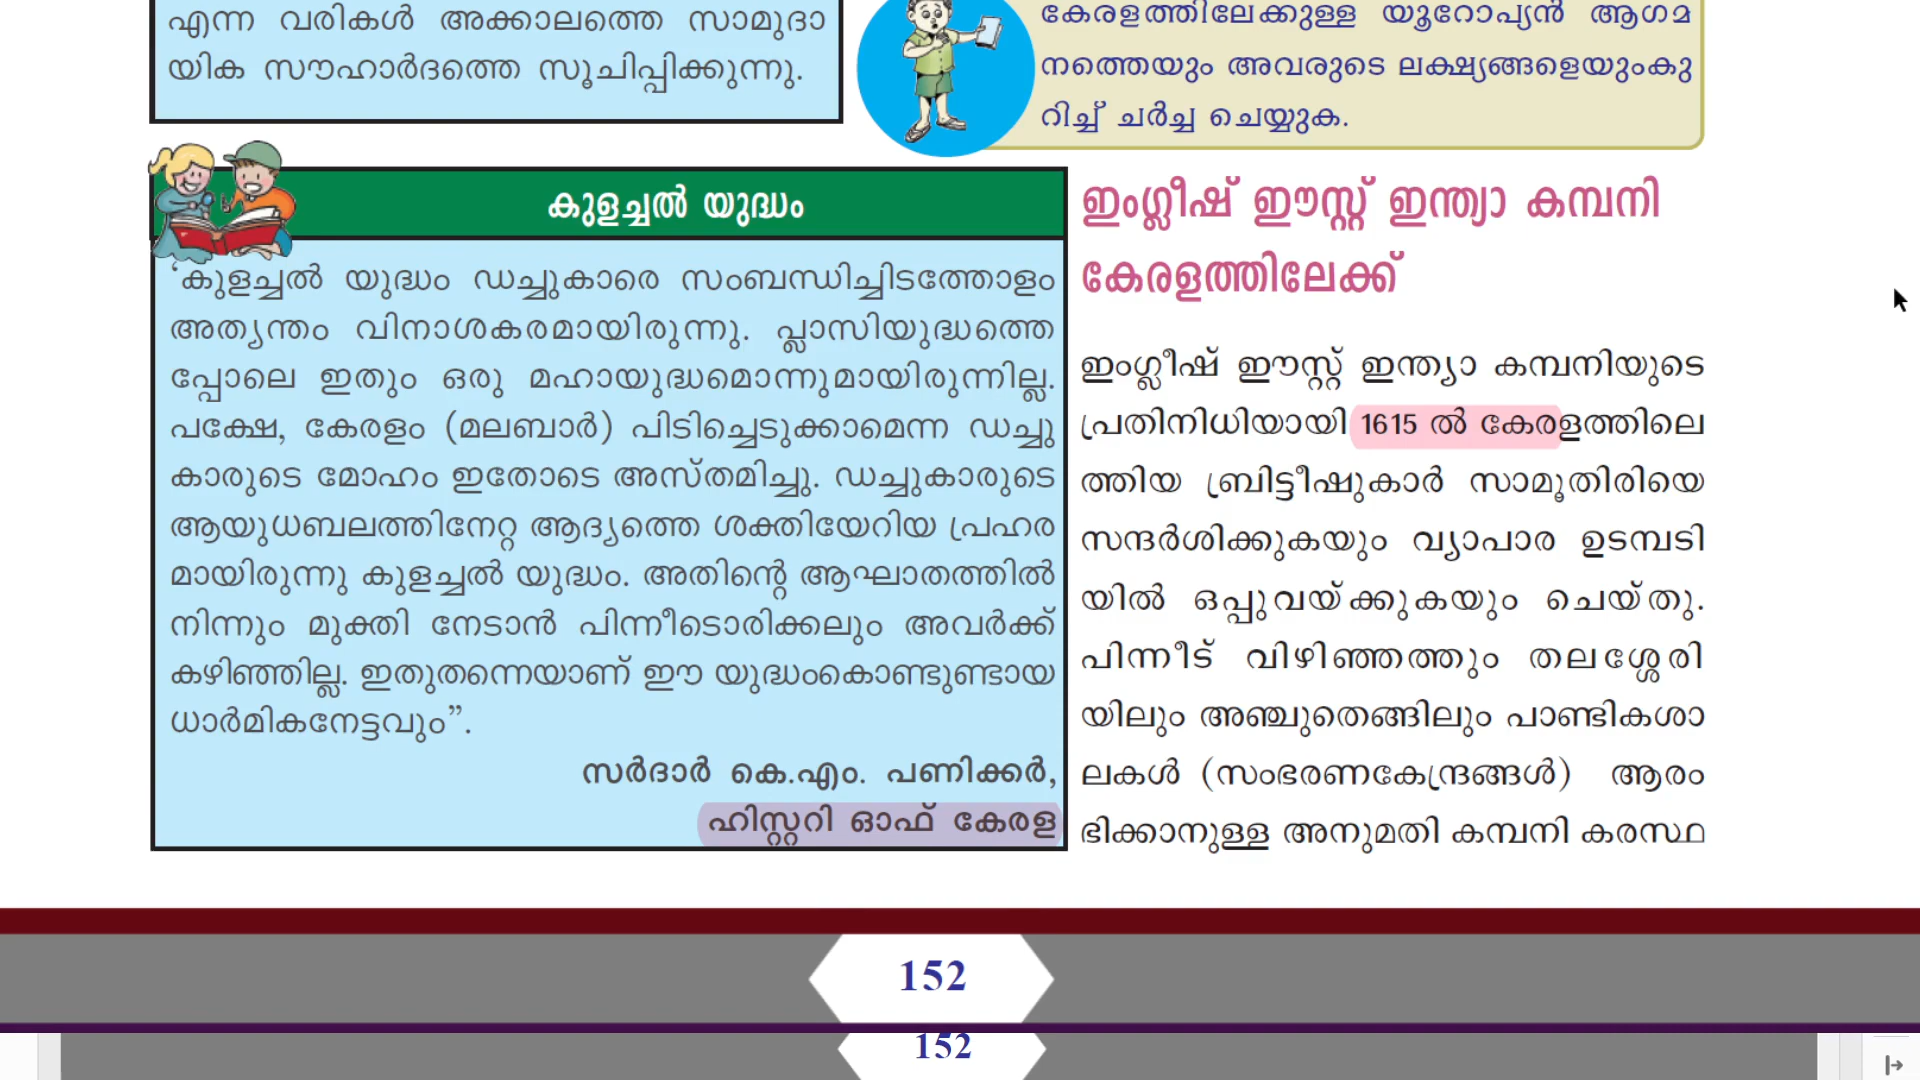 എന്ന വരികൾ അക്കാലത്തെ സാമുദാ
യിക സൗഹാർദത്തെ സൂചിപ്പിക്കുന്നു.
കേരളത്തിലേക്കുള്ള യൂറോപ്യൻ ആഗമ
നത്തെയും അവരുടെ ലക്ഷ്യങ്ങളെയുംകു
റിച്ച് ചർച്ച ചെയ്യുക.
കുളച്ചൽ യുദ്ധം
‘കുളച്ചൽ യുദ്ധം ഡച്ചുകാരെ സംബന്ധിച്ചിടത്തോളം
അത്യന്തം വിനാശകരമായിരുന്നു. പ്ലാസിയുദ്ധത്തെ
പ്പോലെ ഇതും ഒരു മഹായുദ്ധമൊന്നുമായിരുന്നില്ല.
പക്ഷേ, കേരളം (മലബാർ) പിടിച്ചെടുക്കാമെന്ന ഡച്ചു
കാരുടെ മോഹം ഇതോടെ അസ്തമിച്ചു. ഡച്ചുകാരുടെ
ആയുധബലത്തിനേറ്റ ആദ്യത്തെ ശക്തിയേറിയ പ്രഹര
മായിരുന്നു കുളച്ചൽ യുദ്ധം. അതിന്റെ ആഘാതത്തിൽ
നിന്നും മുക്തി നേടാൻ പിന്നീടൊരിക്കലും അവർക്ക്
കഴിഞ്ഞില്ല. ഇതുതന്നെയാണ് ഈ യുദ്ധംകൊണ്ടുണ്ടായ
ധാർമികനേട്ടവും”.
സർദാർ കെ.എം. പണിക്കർ,
ഹിസ്റ്ററി ഓഫ് കേരള
ഇംഗ്ലീഷ് ഈസ്റ്റ് ഇന്ത്യാ കമ്പനി
കേരളത്തിലേക്ക്
ഇംഗ്ലീഷ് ഈസ്റ്റ് ഇന്ത്യാ കമ്പനിയുടെ
പ്രതിനിധിയായി 1615 ൽ കേരളത്തിലെ
ത്തിയ ബ്രിട്ടീഷുകാർ സാമൂതിരിയെ
സന്ദർശിക്കുകയും വ്യാപാര ഉടമ്പടി
യിൽ ഒപ്പുവയ്ക്കുകയും ചെയ്തു.
പിന്നീട് വിഴിഞ്ഞത്തും തലശ്ശേരി
യിലും അഞ്ചുതെങ്ങിലും പാണ്ടികശാ
ലകൾ (സംഭരണകേന്ദ്രങ്ങൾ) ആരം
ഭിക്കാനുള്ള അനുമതി കമ്പനി കരസ്ഥ
152
152